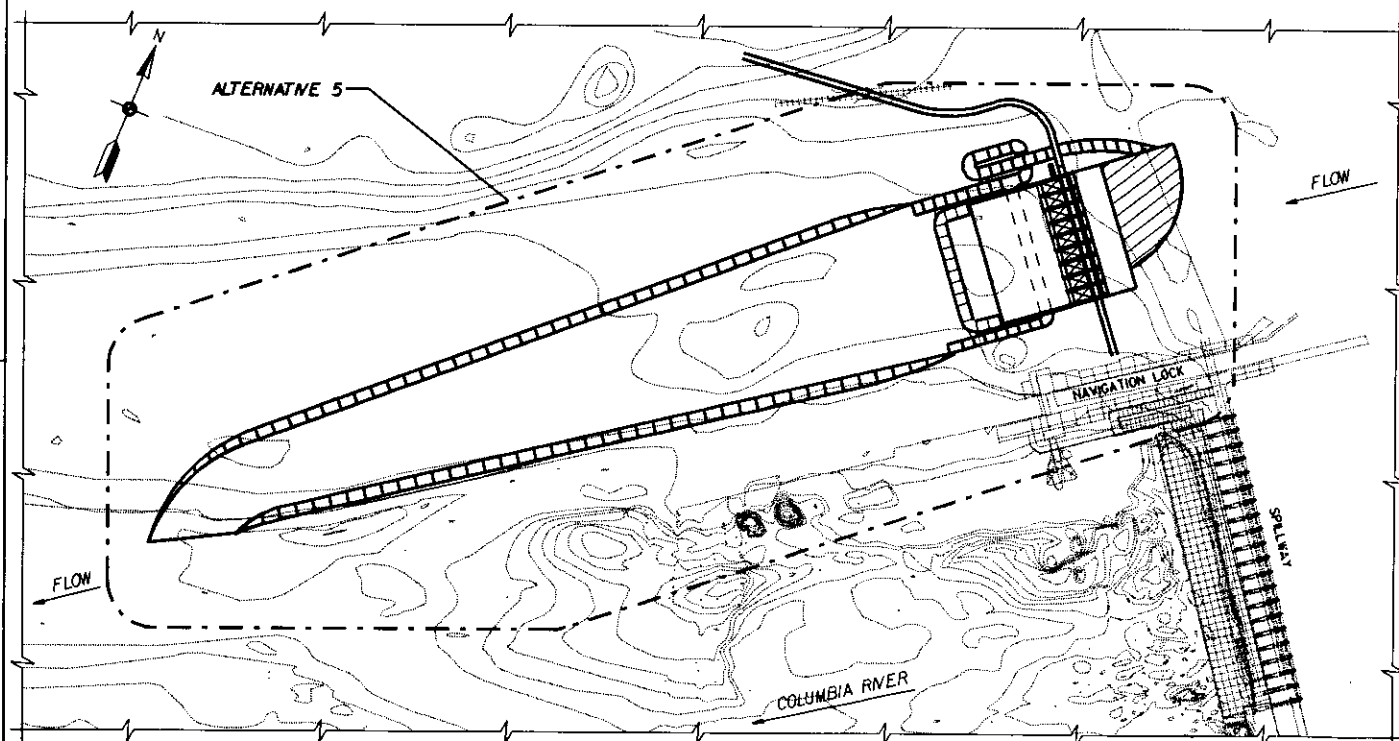 N
ALTERNATIVE 5
FLOW
NAVIGATION LOCK
SPILLWAY
FLOW
COLUMBIA RIVER